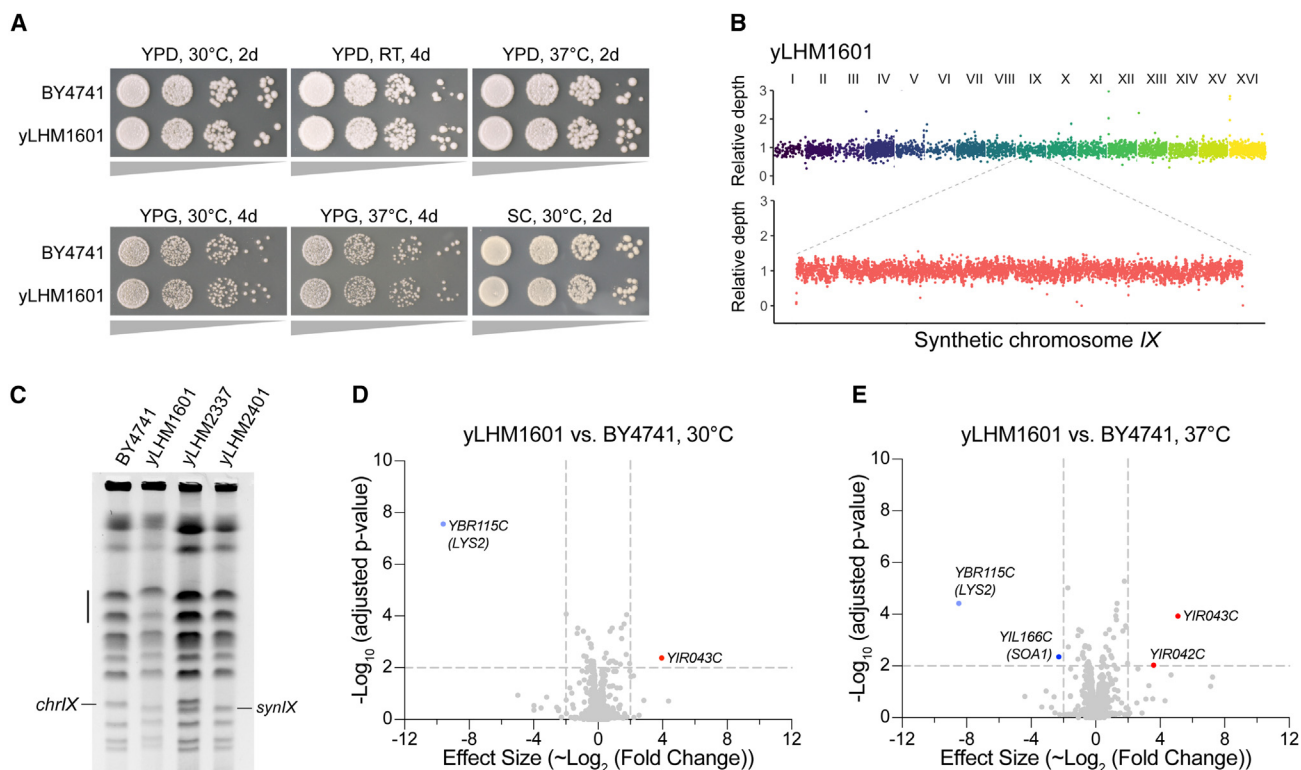 A
YPD, 30°C, 2d
YPD, RT, 4d
YPD, 37°C, 2d
BY4741
yLHM1601
YPG, 30°C, 4d
YPG, 37°C, 4d
SC, 30°C, 2d
BY4741
yLHM1601
B
yLHM1601
I II III IV V VI VII VIII IX X XI XII XIII XIV XV XVI
Relative depth
3
2
1
0
Relative depth
3
2
1
0
Synthetic chromosome IX
C
BY4741
yLHM1601
yLHM2337
yLHM2401
chrIX
synIX
D
yLHM1601 vs. BY4741, 30°C
-Log10 (adjusted p-value)
10
8
6
4
2
0
YBR115C
(LYS2)
YIR043C
-12 -8 -4 0 4 8 12
Effect Size (~Log2 (Fold Change))
E
yLHM1601 vs. BY4741, 37°C
-Log10 (adjusted p-value)
10
8
6
4
2
0
YBR115C
(LYS2)
YIR043C
YIL166C
(SOA1)
YIR042C
-12 -8 -4 0 4 8 12
Effect Size (~Log2 (Fold Change))